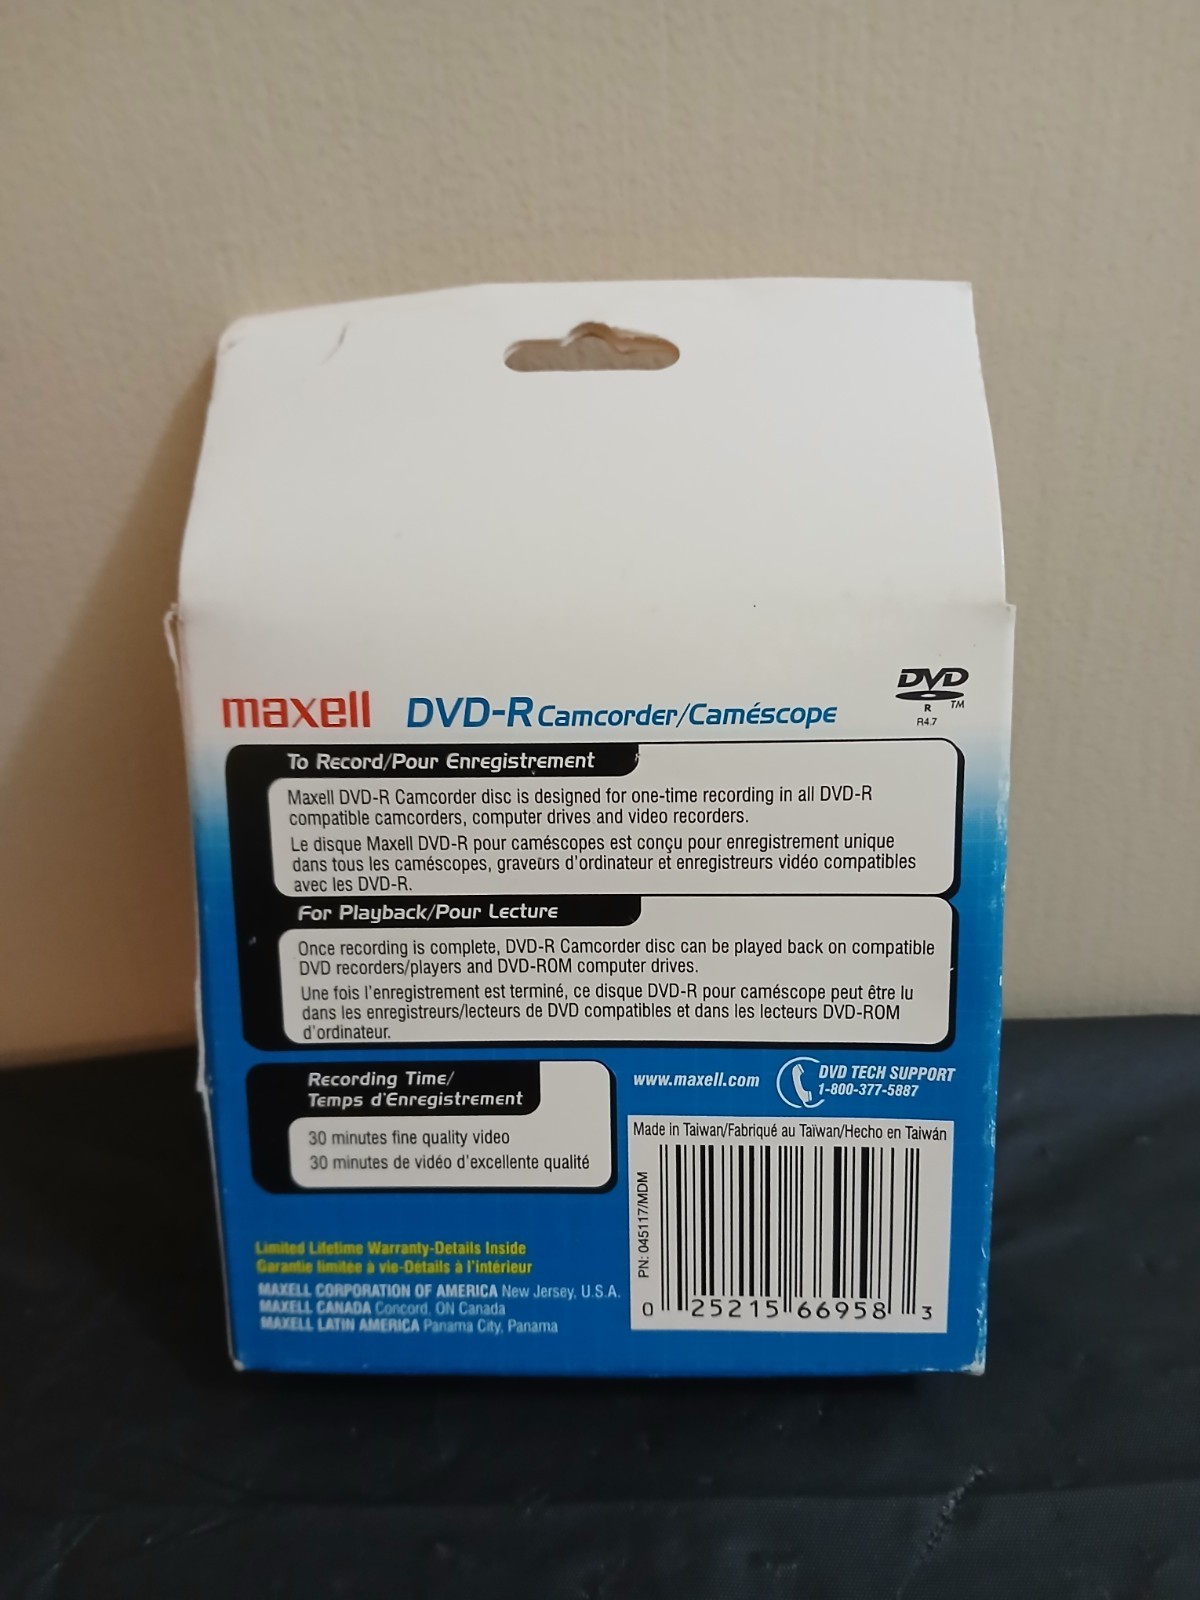 maxell DVD-R Camcorder/Caméscope
DVD
R TM
R4.7
To Record/Pour Enregistrement
Maxell DVD-R Camcorder disc is designed for one-time recording in all DVD-R
compatible camcorders, computer drives and video recorders.
Le disque Maxell DVD-R pour caméscopes est conçu pour enregistrement unique
dans tous les caméscopes, graveurs d'ordinateur et enregistreurs vidéo compatibles
avec les DVD-R.
For Playback/Pour Lecture
Once recording is complete, DVD-R Camcorder disc can be played back on compatible
DVD recorders/players and DVD-ROM computer drives.
Une fois l'enregistrement est terminé, ce disque DVD-R pour caméscope peut être lu
dans les enregistreurs/lecteurs de DVD compatibles et dans les lecteurs DVD-ROM
d'ordinateur.
Recording Time/
Temps d'Enregistrement
30 minutes fine quality video
30 minutes de vidéo d'excellente qualité
www.maxell.com
DVD TECH SUPPORT
1-800-377-5887
Made in Taiwan/Fabriqué au Taïwan/Hecho en Taiwán
PN: 045117/MDM
0 25215 66958 3
Limited Lifetime Warranty-Details Inside
Garantie limitée à vie-Détails à l'intérieur
MAXELL CORPORATION OF AMERICA New Jersey, U.S.A.
MAXELL CANADA Concord, ON Canada
MAXELL LATIN AMERICA Panama City, Panama